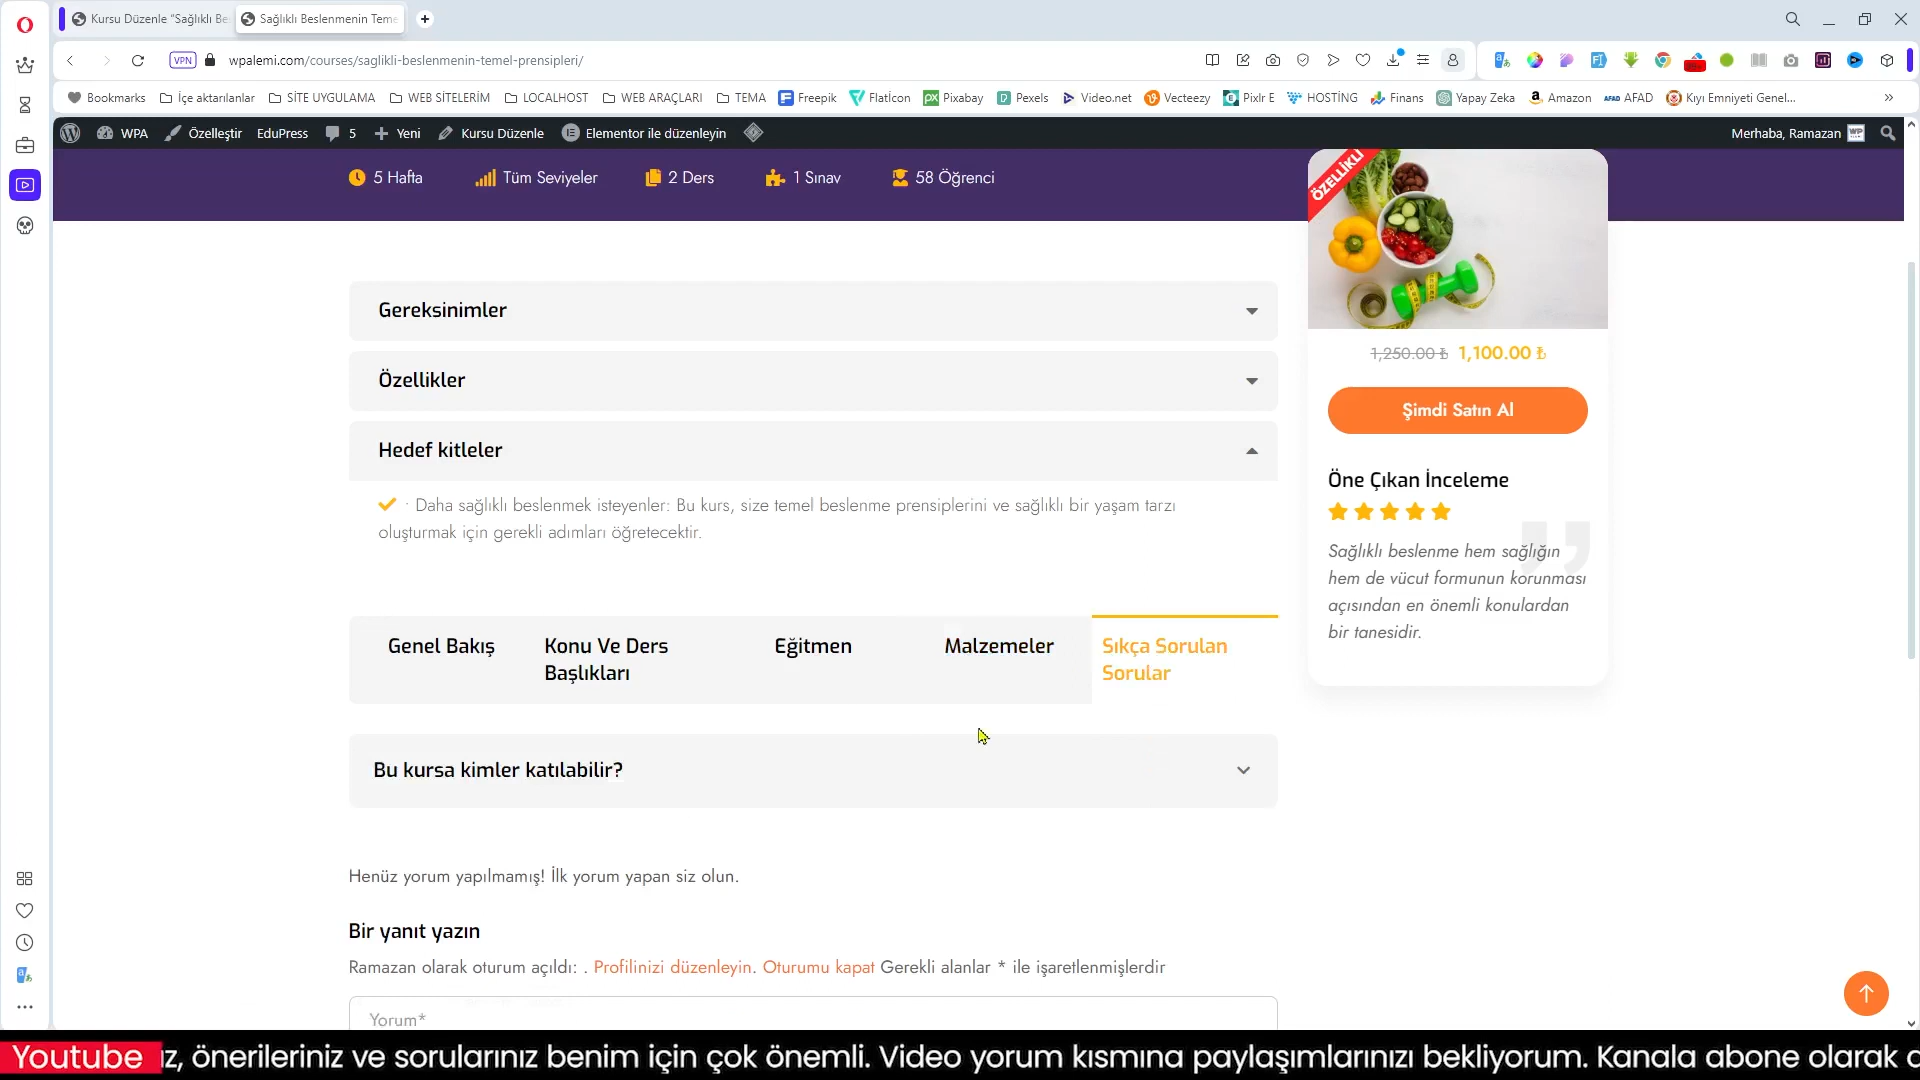 Kursu Düzenle "Sağlıklı Be
Sağlıklı Beslenmenin Teme
VPN
wpalemi.com/courses/saglikli-beslenmenin-temel-prensipleri/
Bookmarks
İçe aktarılanlar
SİTE UYGULAMA
WEB SİTELERİM
LOCALHOST
WEB ARAÇLARI
TEMA
Freepik
Flatİcon
Pixabay
Pexels
Video.net
Vecteezy
Pixlr E
HOSTİNG
Finans
Yapay Zeka
Amazon
AFAD
Kıyı Emniyeti Genel...
WPA
Özelleştir
EduPress
5
Yeni
Kursu Düzenle
Elementor ile düzenleyin
Merhaba, Ramazan
5 Hafta
Tüm Seviyeler
2 Ders
1 Sınav
58 Öğrenci
ÖZELLİKLİ
Gereksinimler
Özellikler
Hedef kitleler
· Daha sağlıklı beslenmek isteyenler: Bu kurs, size temel beslenme prensiplerini ve sağlıklı bir yaşam tarzı
oluşturmak için gerekli adımları öğretecektir.
1,250.00 ₺ 1,100.00 ₺
Şimdi Satın Al
Öne Çıkan İnceleme
Sağlıklı beslenme hem sağlığın
hem de vücut formunun korunması
açısından en önemli konulardan
bir tanesidir.
Genel Bakış
Konu Ve Ders
Başlıkları
Eğitmen
Malzemeler
Sıkça Sorulan
Sorular
Bu kursa kimler katılabilir?
Henüz yorum yapılmamış! İlk yorum yapan siz olun.
Bir yanıt yazın
Ramazan olarak oturum açıldı: . Profilinizi düzenleyin. Oturumu kapat Gerekli alanlar * ile işaretlenmişlerdir
Yorum*
Youtube
ız, önerileriniz ve sorularınız benim için çok önemli. Video yorum kısmına paylaşımlarınızı bekliyorum. Kanala abone olarak